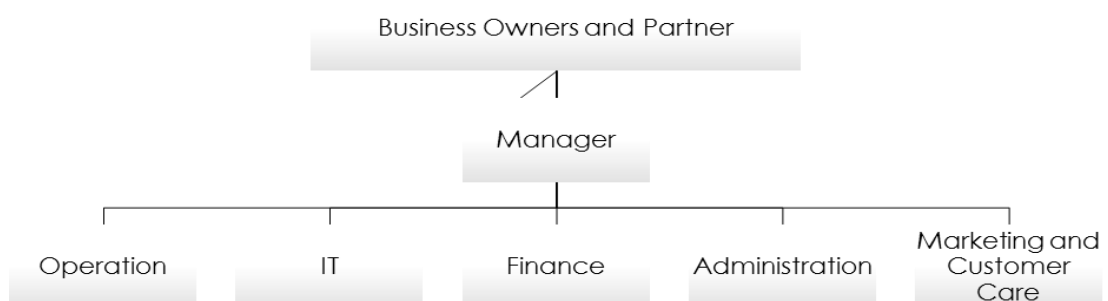 Business Owners and Partner
Manager
Operation
IT
Finance
Administration
Marketing and
Customer
Care